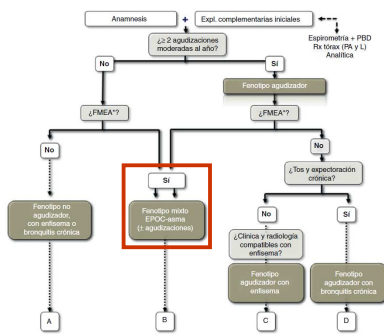 Anamnesis
+
Expl. complementarias iniciales
Espirometría + PBD
Rx tórax (PA y L)
Analítica
¿≥ 2 agudizaciones
moderadas al año?
No
Sí
Fenotipo agudizador
¿FMEA*?
¿FMEA*?
No
Sí
No
¿Tos y expectoración
crónica?
Fenotipo no
agudizador,
con enfisema o
bronquitis crónica
Fenotipo mixto
EPOC-asma
(± agudizaciones)
No
Sí
¿Clínica y radiología
compatibles con
enfisema?
Fenotipo
agudizador con
enfisema
Fenotipo
agudizador con
bronquitis crónica
A
B
C
D